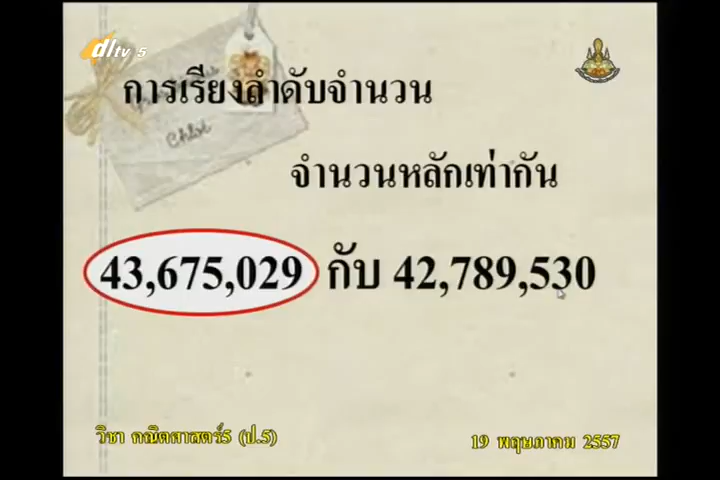 dltv 5
การเรียงลำดับจำนวน
Chloe
จำนวนหลักเท่ากัน
43,675,029 กับ 42,789,530
วิชา คณิตศาสตร์5 (ป.5)
19 พฤษภาคม 2557